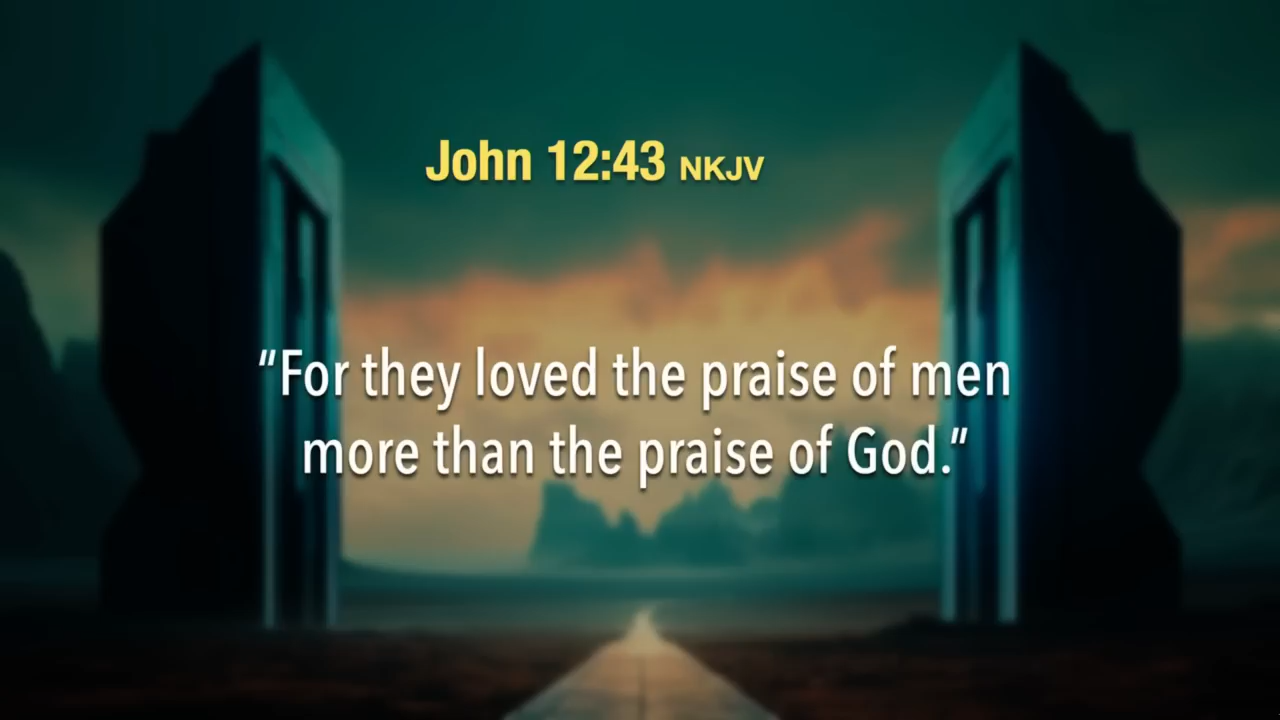 John 12:43 NKJV
“For they loved the praise of men
more than the praise of God.”